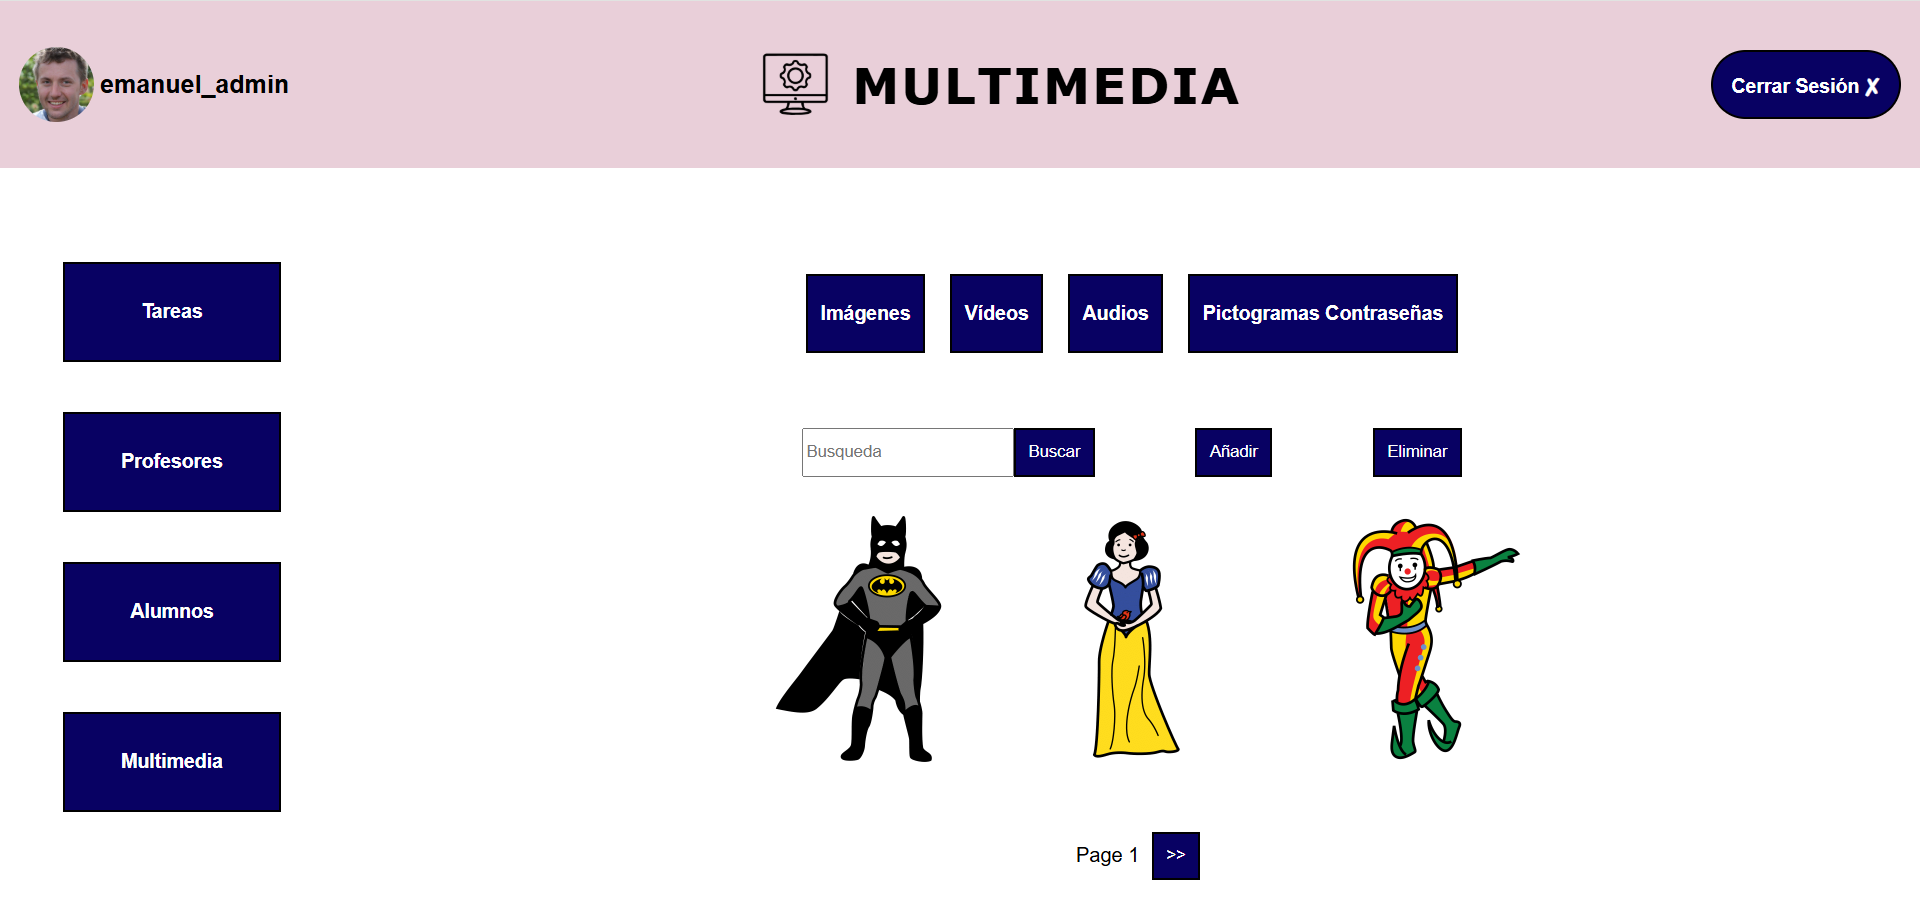 emanuel_admin
MULTIMEDIA
Cerrar Sesión ✗
Tareas
Profesores
Alumnos
Multimedia
Imágenes
Vídeos
Audios
Pictogramas Contraseñas
Busqueda
Buscar
Añadir
Eliminar
Page 1
>>